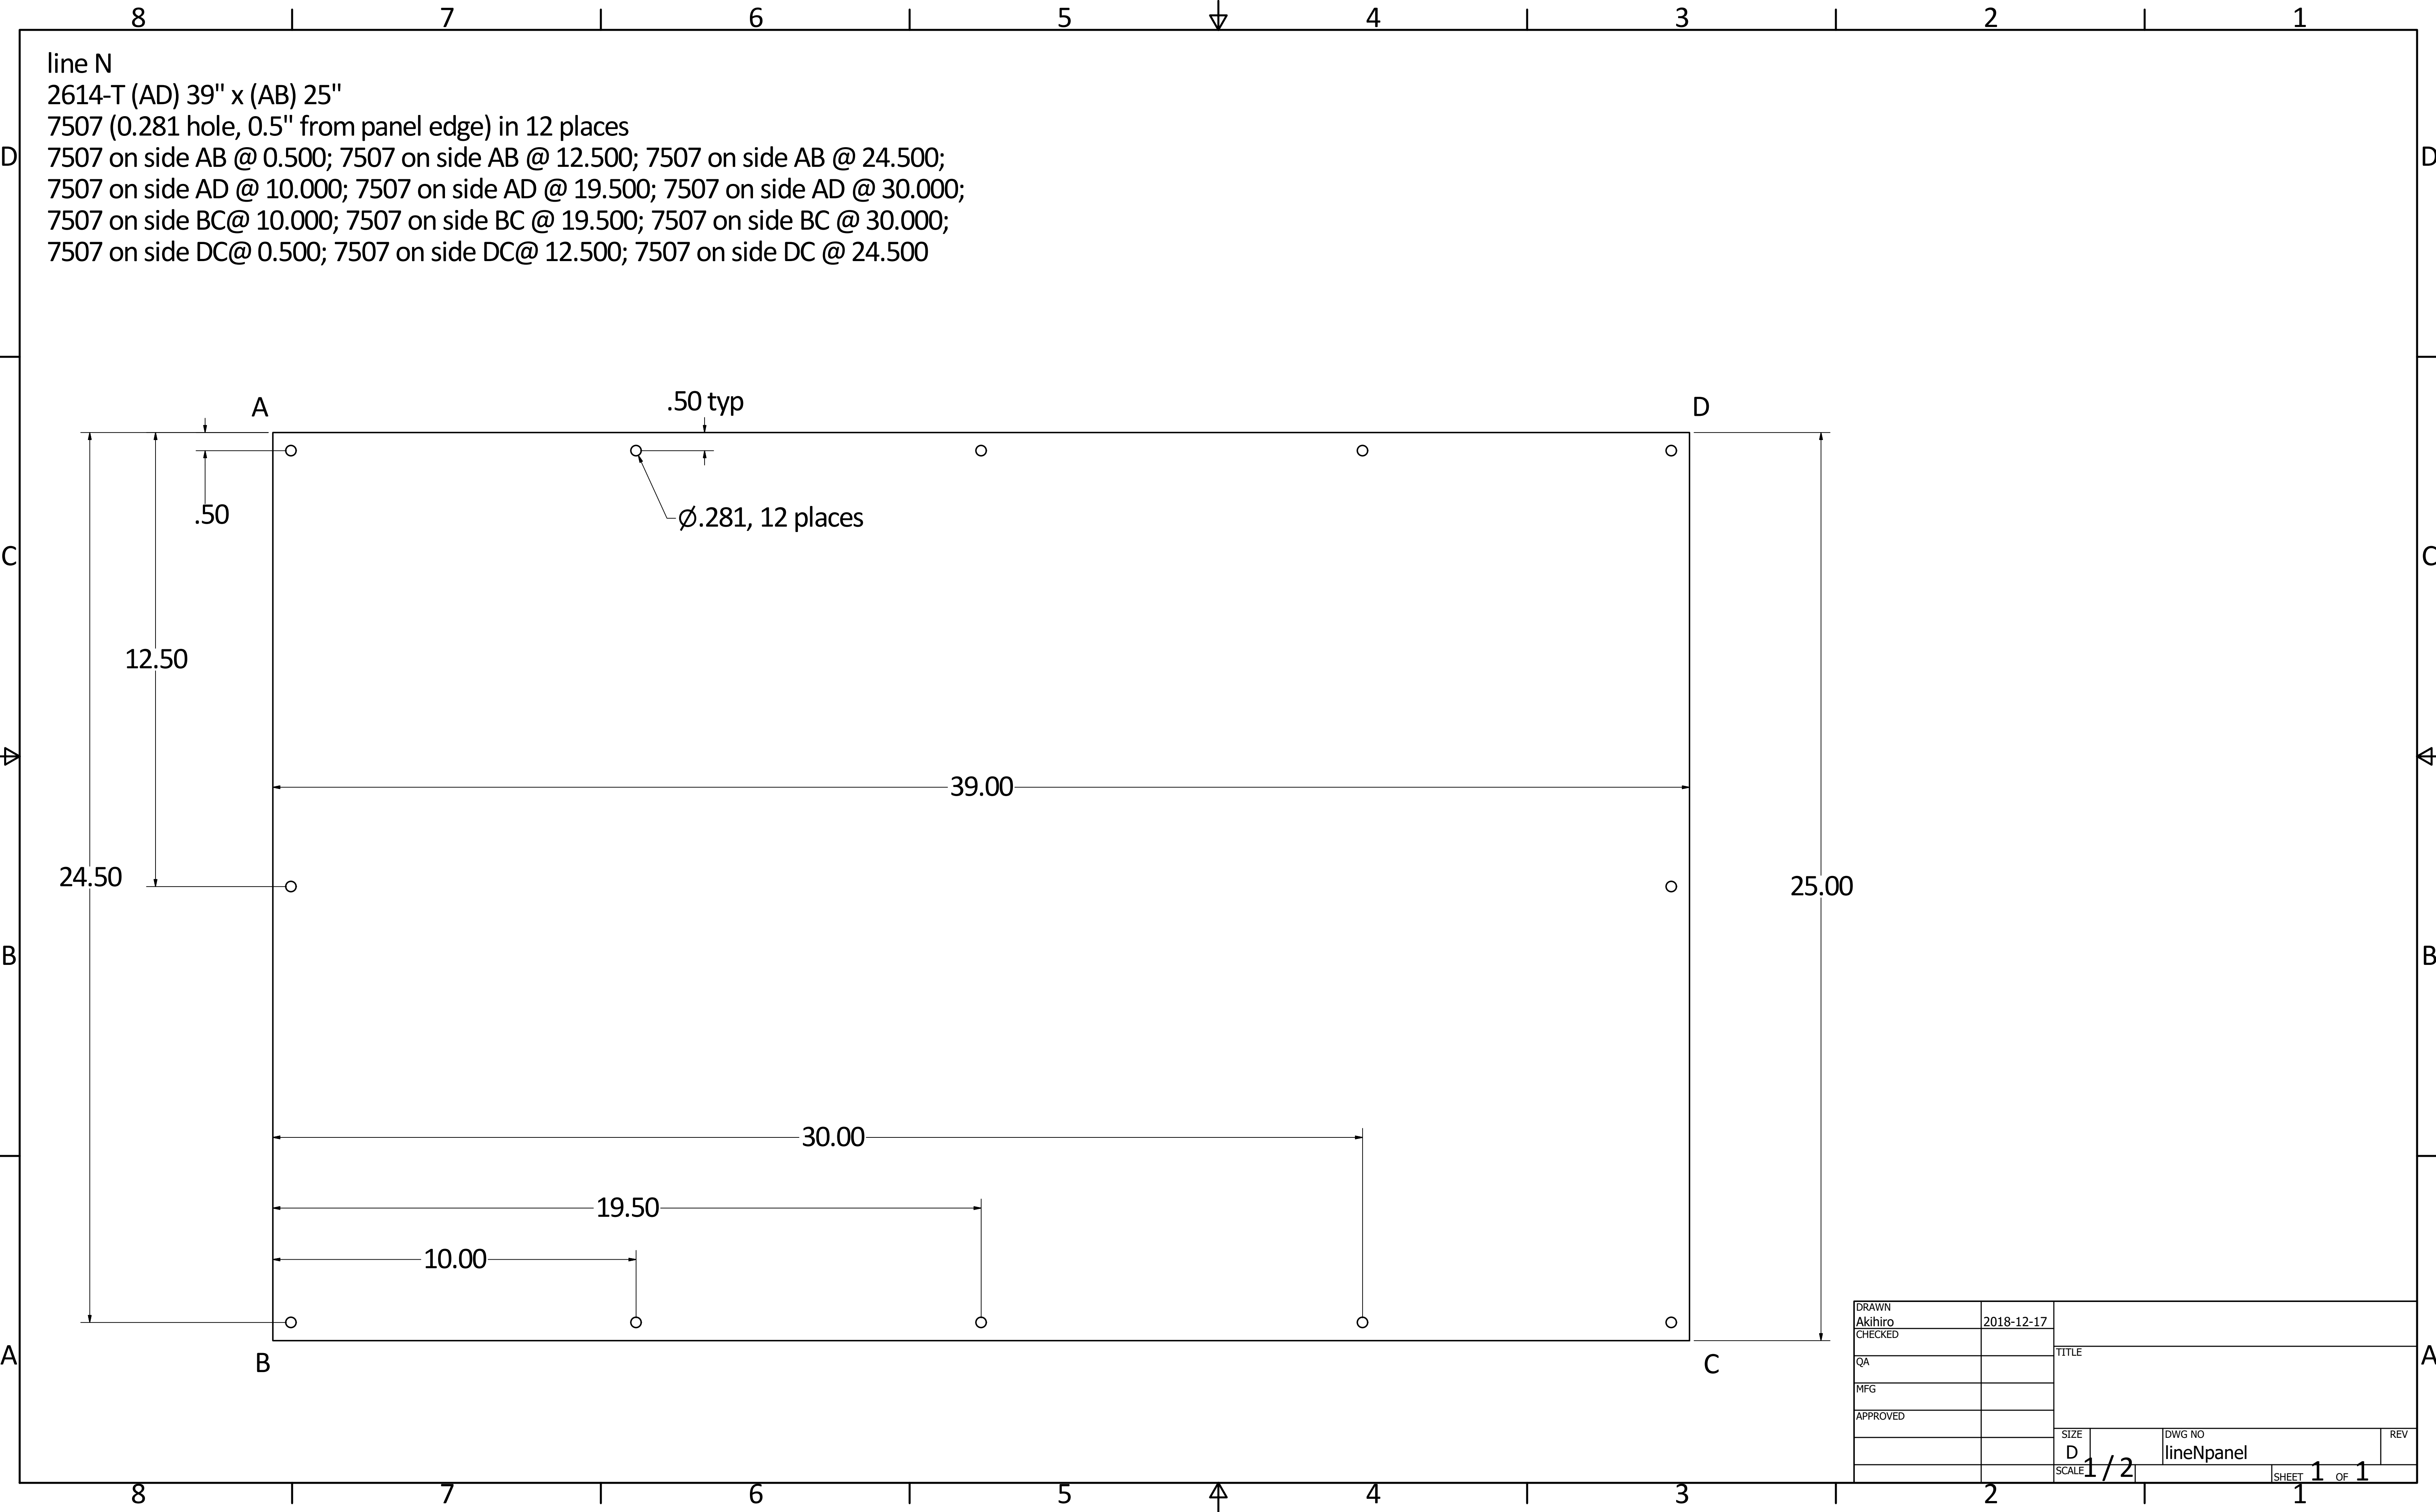 8 7 6 5 4 3 2 1
line N
2614-T (AD) 39" x (AB) 25"
7507 (0.281 hole, 0.5" from panel edge) in 12 places
7507 on side AB @ 0.500; 7507 on side AB @ 12.500; 7507 on side AB @ 24.500;
7507 on side AD @ 10.000; 7507 on side AD @ 19.500; 7507 on side AD @ 30.000;
7507 on side BC@ 10.000; 7507 on side BC @ 19.500; 7507 on side BC @ 30.000;
7507 on side DC@ 0.500; 7507 on side DC@ 12.500; 7507 on side DC @ 24.500
D D
.50 typ
A D
.50
Ø.281, 12 places
C C
12.50
39.00
24.50
25.00
B B
30.00
19.50
10.00
B C
A A
DRAWN
Akihiro 2018-12-17
CHECKED
TITLE
QA
MFG
APPROVED
SIZE DWG NO REV
D lineNpanel
SCALE 1 / 2 SHEET 1 OF 1
8 7 6 5 4 3 2 1